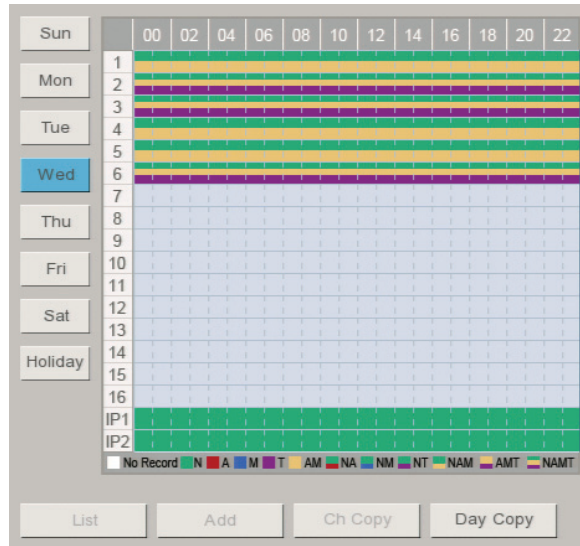 Sun
Mon
Tue
Wed
Thu
Fri
Sat
Holiday
00 02 04 06 08 10 12 14 16 18 20 22
1
2
3
4
5
6
7
8
9
10
11
12
13
14
15
16
IP1
IP2
No Record N A M T AM NA NM NT NAM AMT NAMT
List Add Ch Copy Day Copy